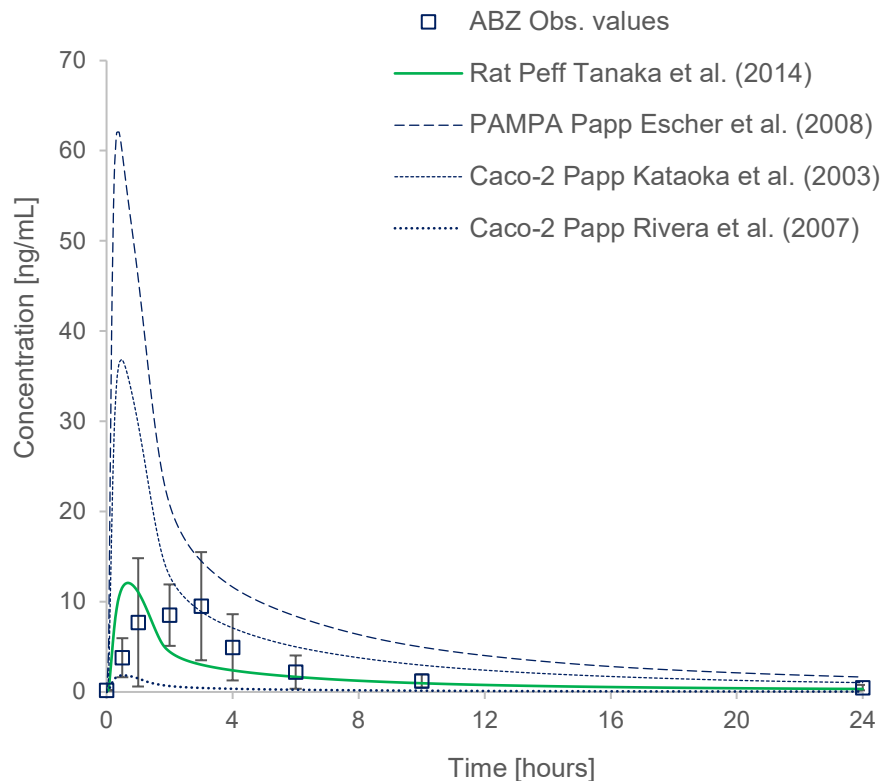 ABZ Obs. values
Rat Peff Tanaka et al. (2014)
PAMPA Papp Escher et al. (2008)
Caco-2 Papp Kataoka et al. (2003)
Caco-2 Papp Rivera et al. (2007)
Concentration [ng/mL]
70
60
50
40
30
20
10
0
0 4 8 12 16 20 24
Time [hours]